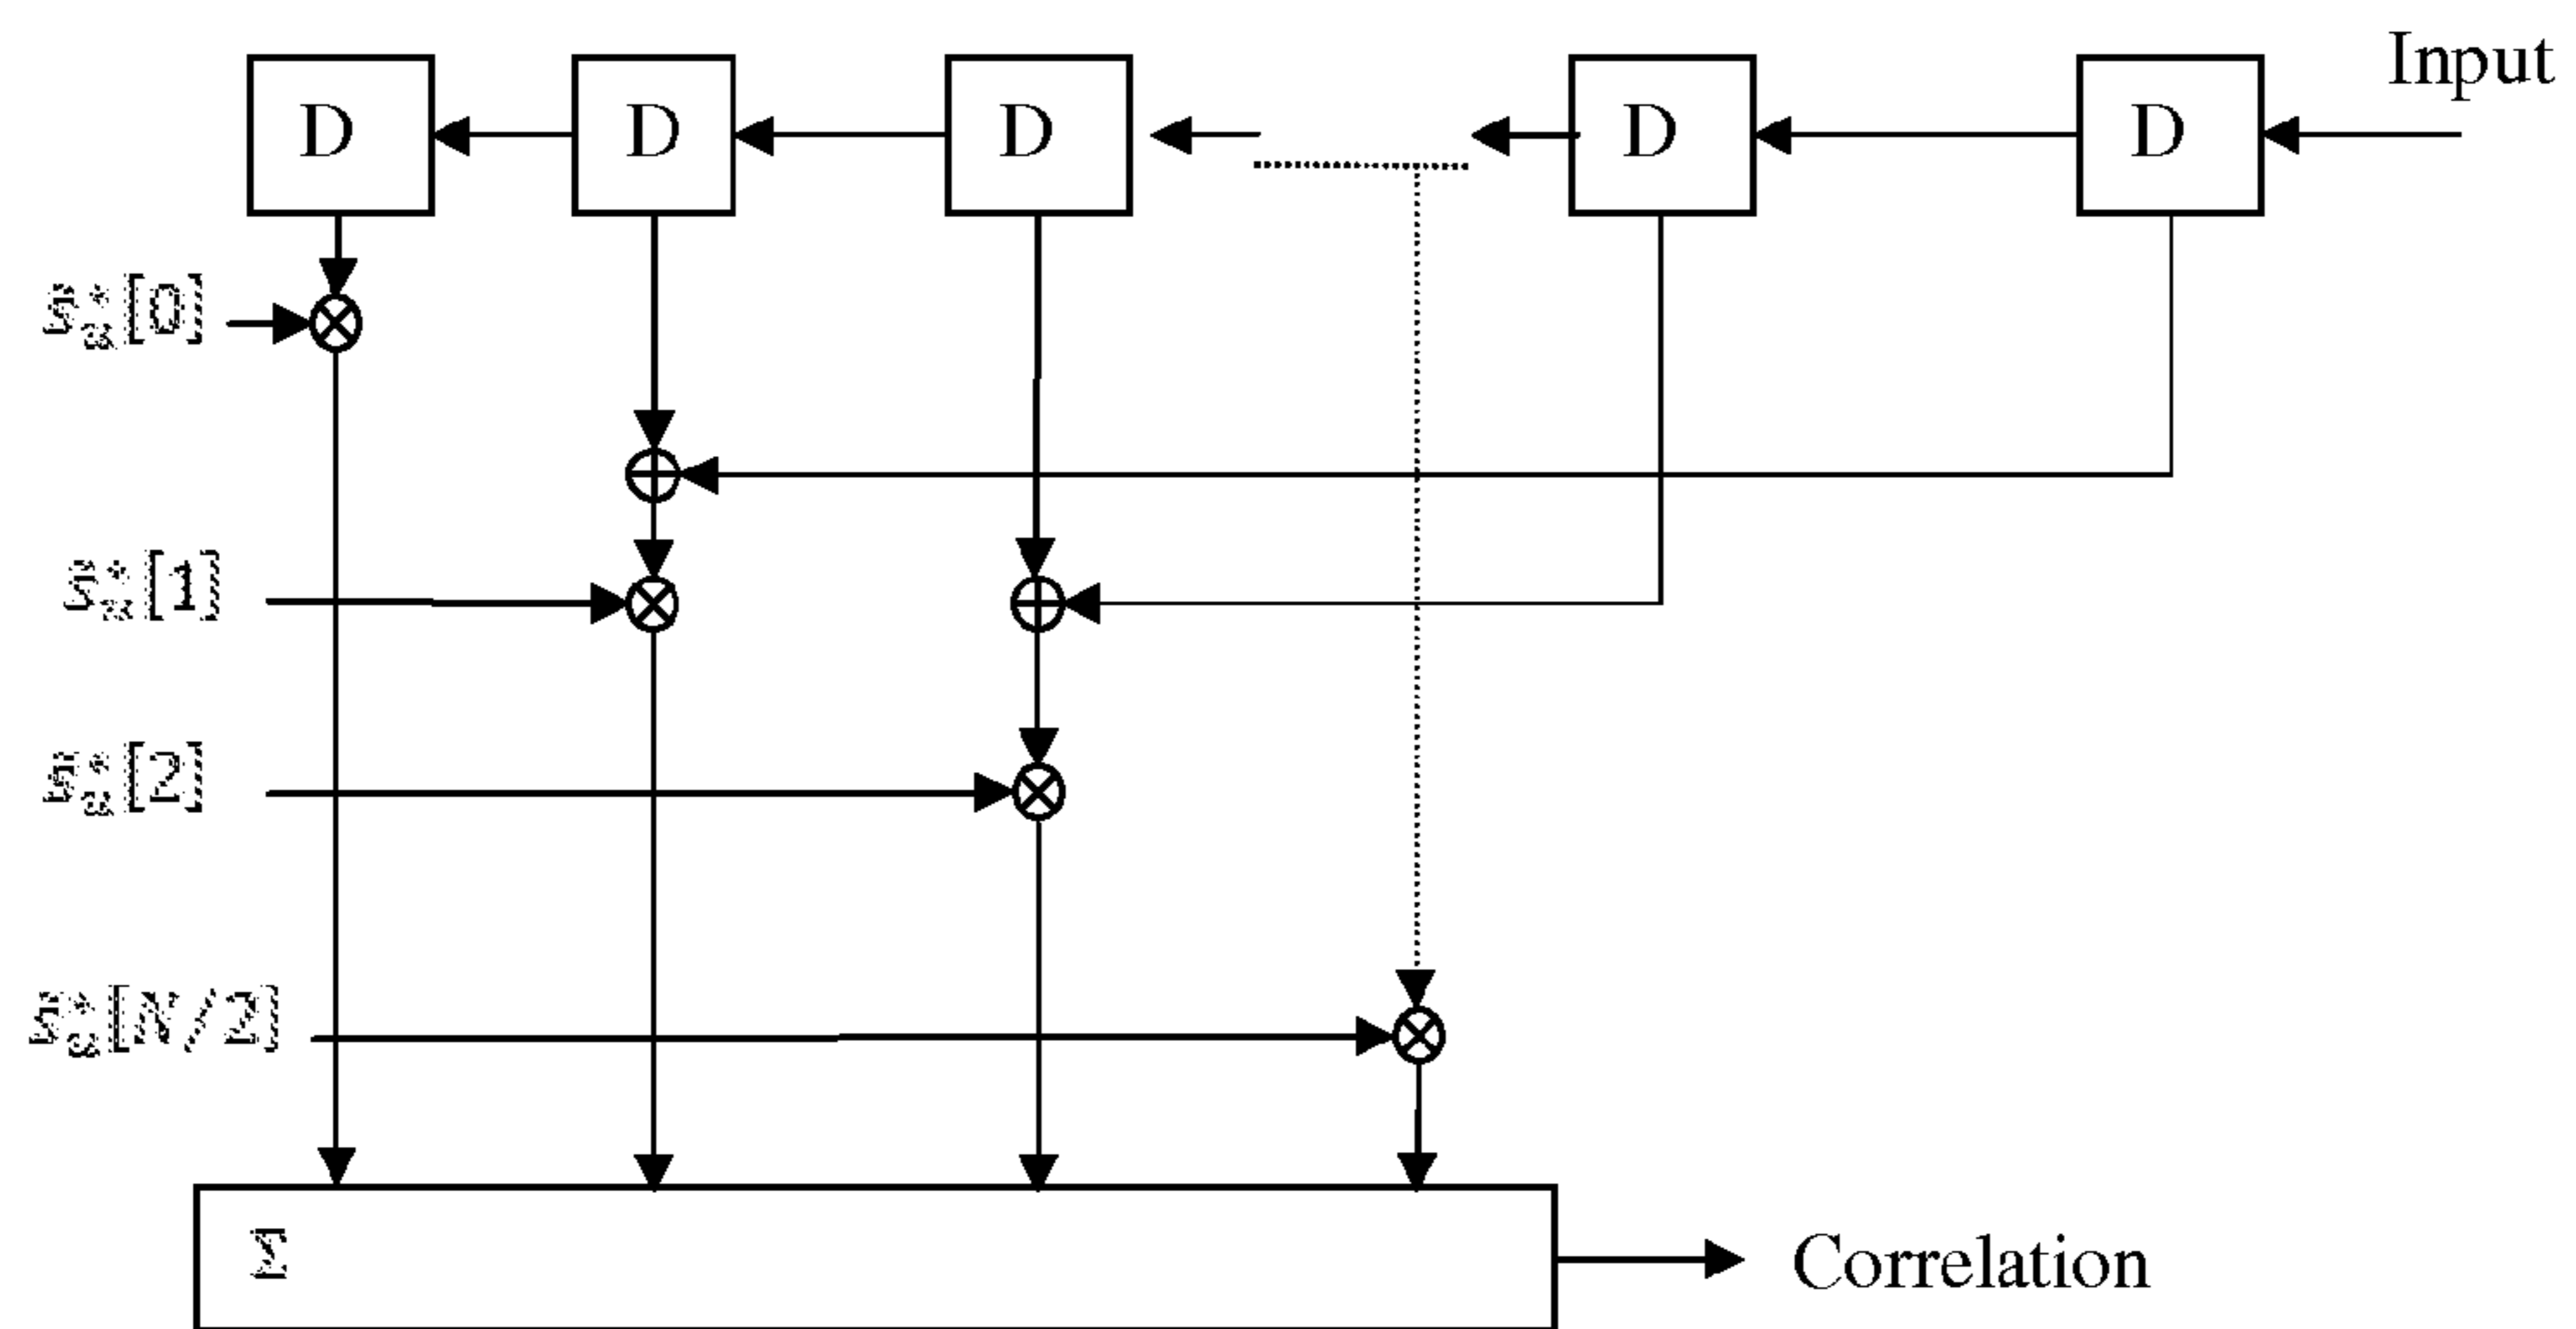 Input
D D D D D
[0]
[1]
[2]
[N/2]
Σ
Correlation